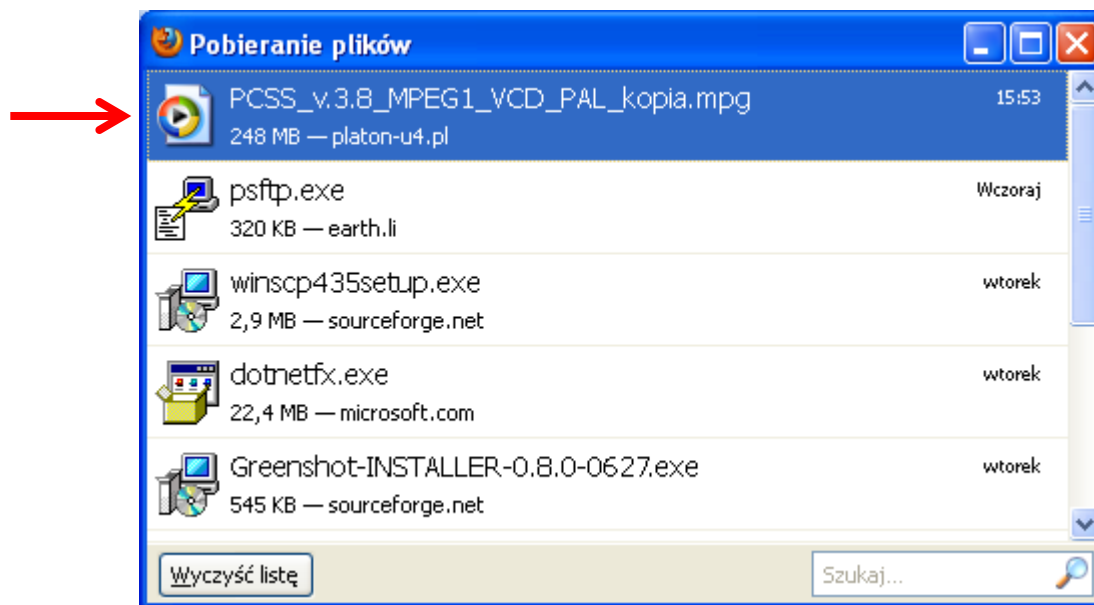 Pobieranie plików
PCSS_v.3.8_MPEG1_VCD_PAL_kopia.mpg 15:53
248 MB — platon-u4.pl
psftp.exe Wczoraj
320 KB — earth.li
winscp435setup.exe wtorek
2,9 MB — sourceforge.net
dotnetfx.exe wtorek
22,4 MB — microsoft.com
Greenshot-INSTALLER-0.8.0-0627.exe wtorek
545 KB — sourceforge.net
Wyczyść listę Szukaj...